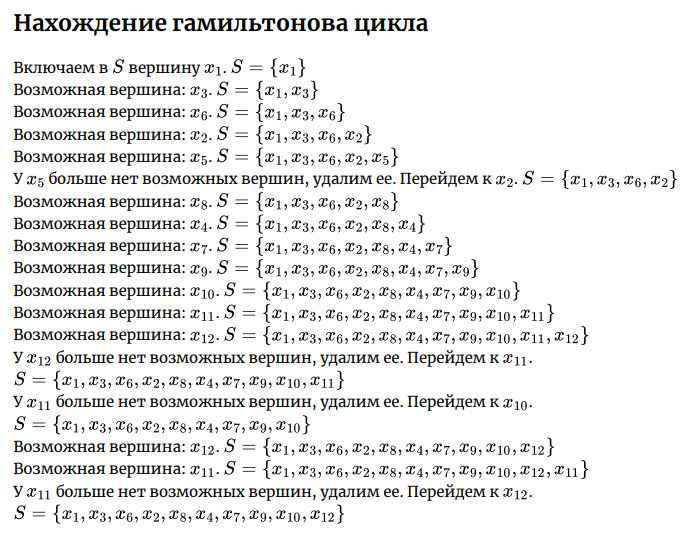 Нахождение гамильтонова цикла
Включаем в S вершину x₁. S = {x₁}
Возможная вершина: x₃. S = {x₁, x₃}
Возможная вершина: x₆. S = {x₁, x₃, x₆}
Возможная вершина: x₂. S = {x₁, x₃, x₆, x₂}
Возможная вершина: x₅. S = {x₁, x₃, x₆, x₂, x₅}
У x₅ больше нет возможных вершин, удалим ее. Перейдем к x₂. S = {x₁, x₃, x₆, x₂}
Возможная вершина: x₈. S = {x₁, x₃, x₆, x₂, x₈}
Возможная вершина: x₄. S = {x₁, x₃, x₆, x₂, x₈, x₄}
Возможная вершина: x₇. S = {x₁, x₃, x₆, x₂, x₈, x₄, x₇}
Возможная вершина: x₉. S = {x₁, x₃, x₆, x₂, x₈, x₄, x₇, x₉}
Возможная вершина: x₁₀. S = {x₁, x₃, x₆, x₂, x₈, x₄, x₇, x₉, x₁₀}
Возможная вершина: x₁₁. S = {x₁, x₃, x₆, x₂, x₈, x₄, x₇, x₉, x₁₀, x₁₁}
Возможная вершина: x₁₂. S = {x₁, x₃, x₆, x₂, x₈, x₄, x₇, x₉, x₁₀, x₁₁, x₁₂}
У x₁₂ больше нет возможных вершин, удалим ее. Перейдем к x₁₁.
S = {x₁, x₃, x₆, x₂, x₈, x₄, x₇, x₉, x₁₀, x₁₁}
У x₁₁ больше нет возможных вершин, удалим ее. Перейдем к x₁₀.
S = {x₁, x₃, x₆, x₂, x₈, x₄, x₇, x₉, x₁₀}
Возможная вершина: x₁₂. S = {x₁, x₃, x₆, x₂, x₈, x₄, x₇, x₉, x₁₀, x₁₂}
Возможная вершина: x₁₁. S = {x₁, x₃, x₆, x₂, x₈, x₄, x₇, x₉, x₁₀, x₁₂, x₁₁}
У x₁₁ больше нет возможных вершин, удалим ее. Перейдем к x₁₂.
S = {x₁, x₃, x₆, x₂, x₈, x₄, x₇, x₉, x₁₀, x₁₂}